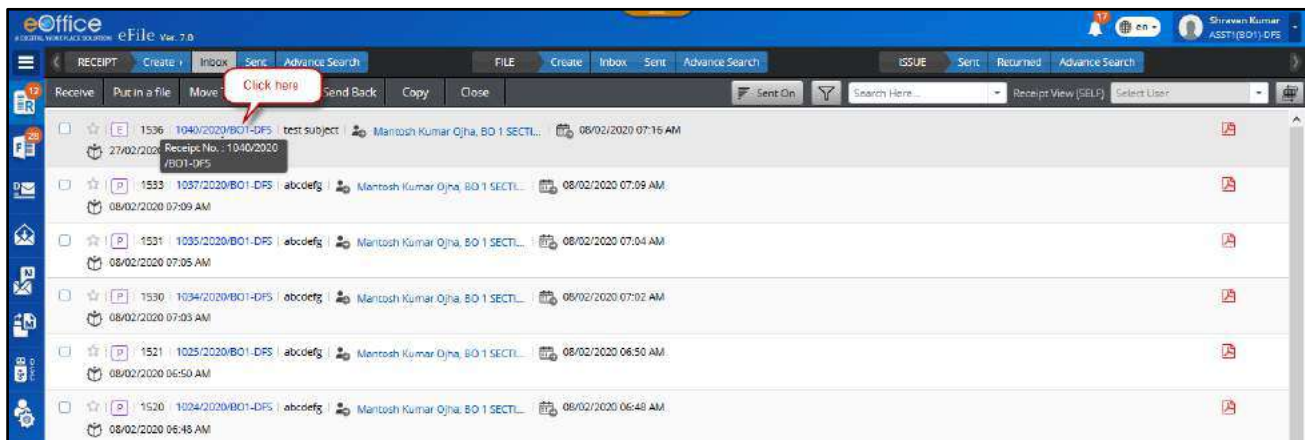 eOffice
A DIGITAL WORKPLACE SOLUTION eFile Ver. 7.0
17 en Shravan Kumar
ASST1(BO1)-DFS
RECEIPT Create Inbox Sent Advance Search FILE Create Inbox Sent Advance Search ISSUE Sent Returned Advance Search
Click here
12
R
Receive Put in a file Move Send Back Copy Close Sent On Search Here... Receipt View (SELF) Select User
E 1536 1040/2020/BO1-DFS test subject Mantosh Kumar Ojha, BO 1 SECTI... 08/02/2020 07:16 AM
28
F
27/02/202
Receipt No. : 1040/2020
/BO1-DFS
P 1533 1037/2020/BO1-DFS abcdefg Mantosh Kumar Ojha, BO 1 SECTI... 08/02/2020 07:09 AM
08/02/2020 07:09 AM
P 1531 1035/2020/BO1-DFS abcdefg Mantosh Kumar Ojha, BO 1 SECTI... 08/02/2020 07:04 AM
08/02/2020 07:05 AM
N
P 1530 1034/2020/BO1-DFS abcdefg Mantosh Kumar Ojha, BO 1 SECTI... 08/02/2020 07:02 AM
08/02/2020 07:03 AM
P 1521 1025/2020/BO1-DFS abcdefg Mantosh Kumar Ojha, BO 1 SECTI... 08/02/2020 06:50 AM
08/02/2020 06:50 AM
P 1520 1024/2020/BO1-DFS abcdefg Mantosh Kumar Ojha, BO 1 SECTI... 08/02/2020 06:48 AM
08/02/2020 06:48 AM